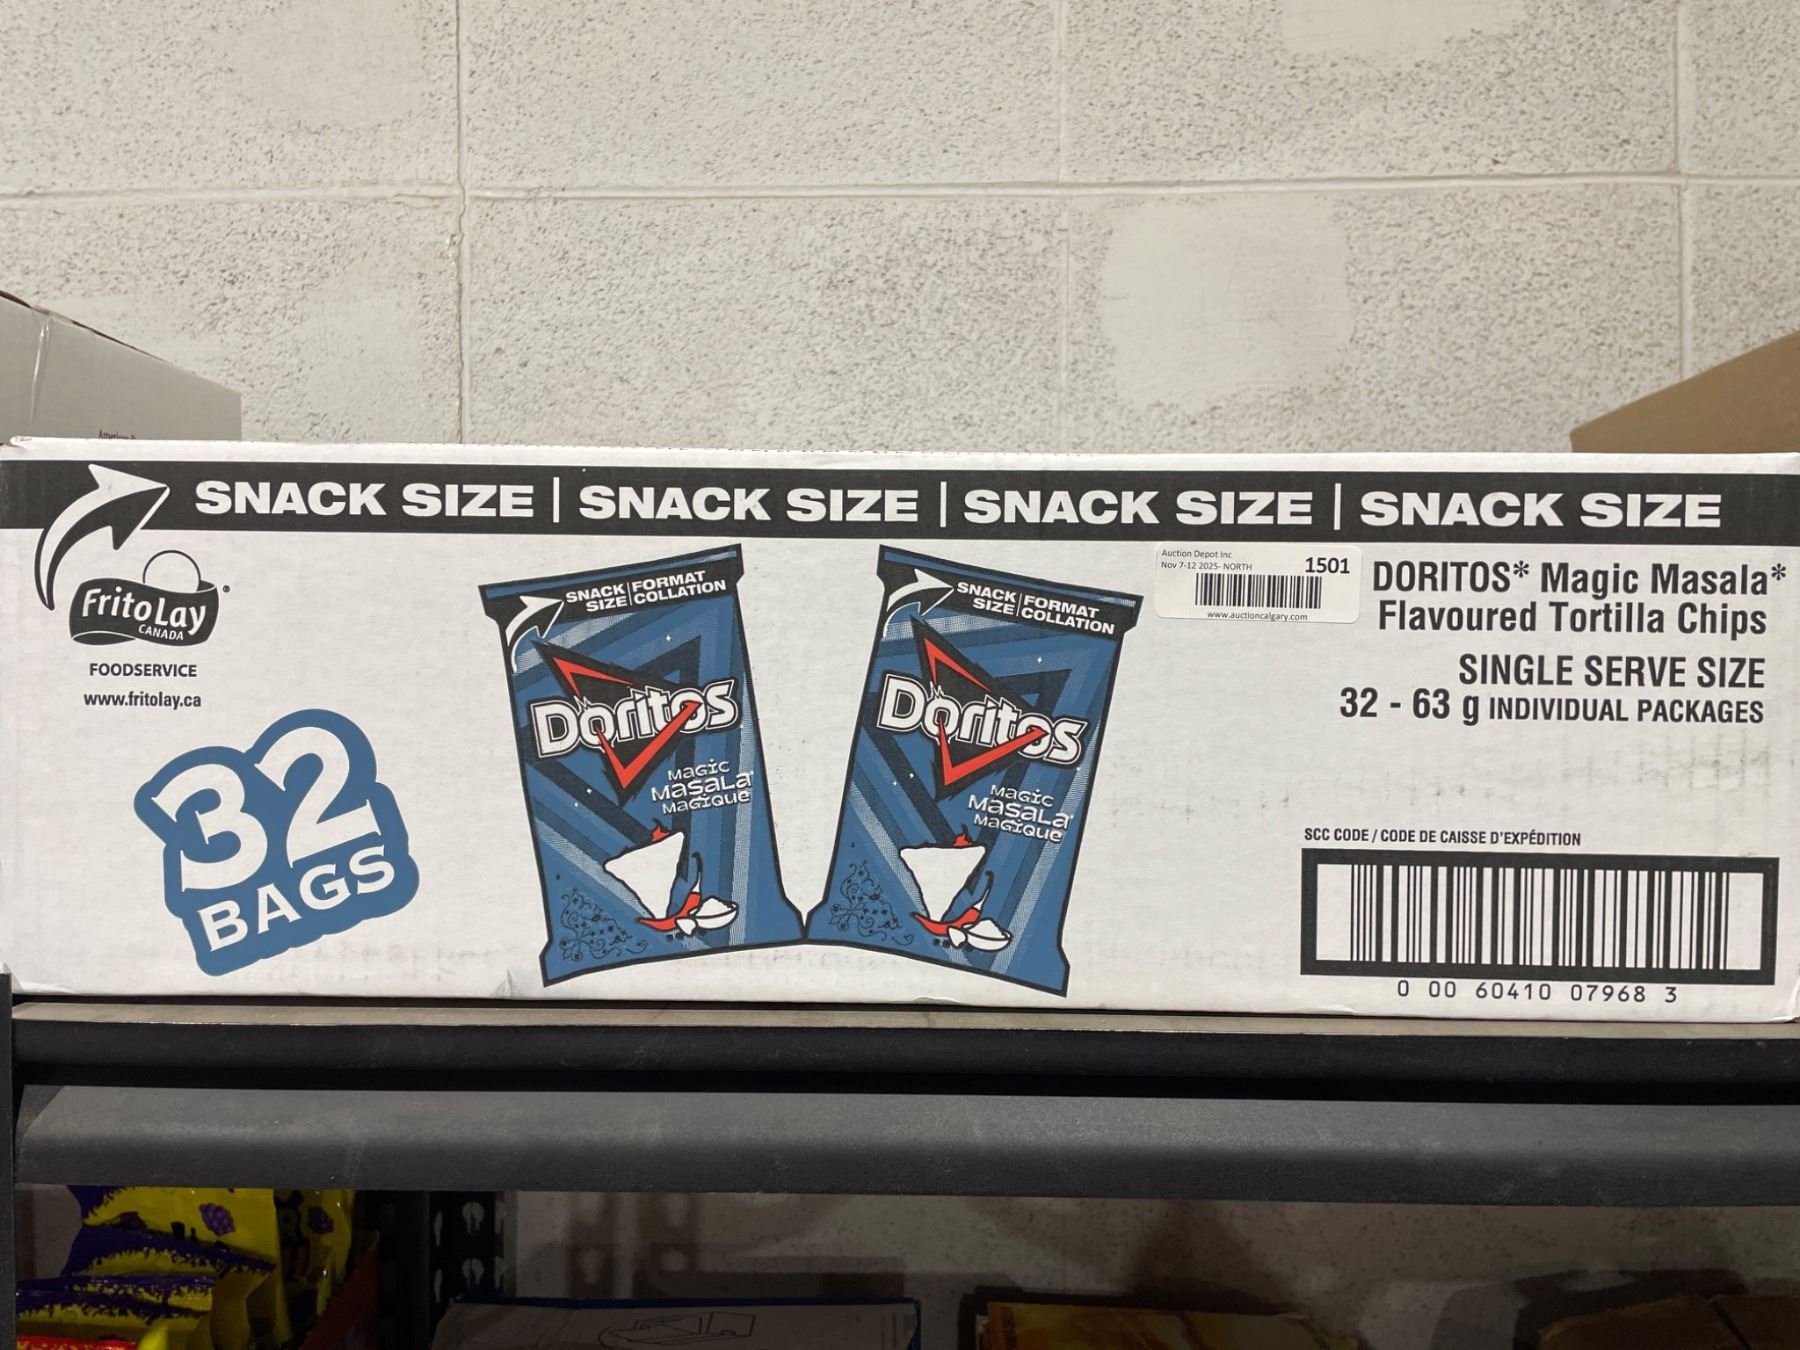 SNACK SIZE | SNACK SIZE | SNACK SIZE | SNACK SIZE
Frito Lay
CANADA
FOODSERVICE
www.fritolay.ca
32
BAGS
SNACK SIZE | FORMAT COLLATION
Doritos
MAGIC
MASALA
MAGIQUE
SNACK SIZE | FORMAT COLLATION
Doritos
MAGIC
MASALA
MAGIQUE
Auction Depot Inc
Nov 7-12 2025- NORTH
1501
www.auctioncalgary.com
DORITOS* Magic Masala*
Flavoured Tortilla Chips
SINGLE SERVE SIZE
32 - 63 g INDIVIDUAL PACKAGES
SCC CODE / CODE DE CAISSE D'EXPÉDITION
0 00 60410 07968 3